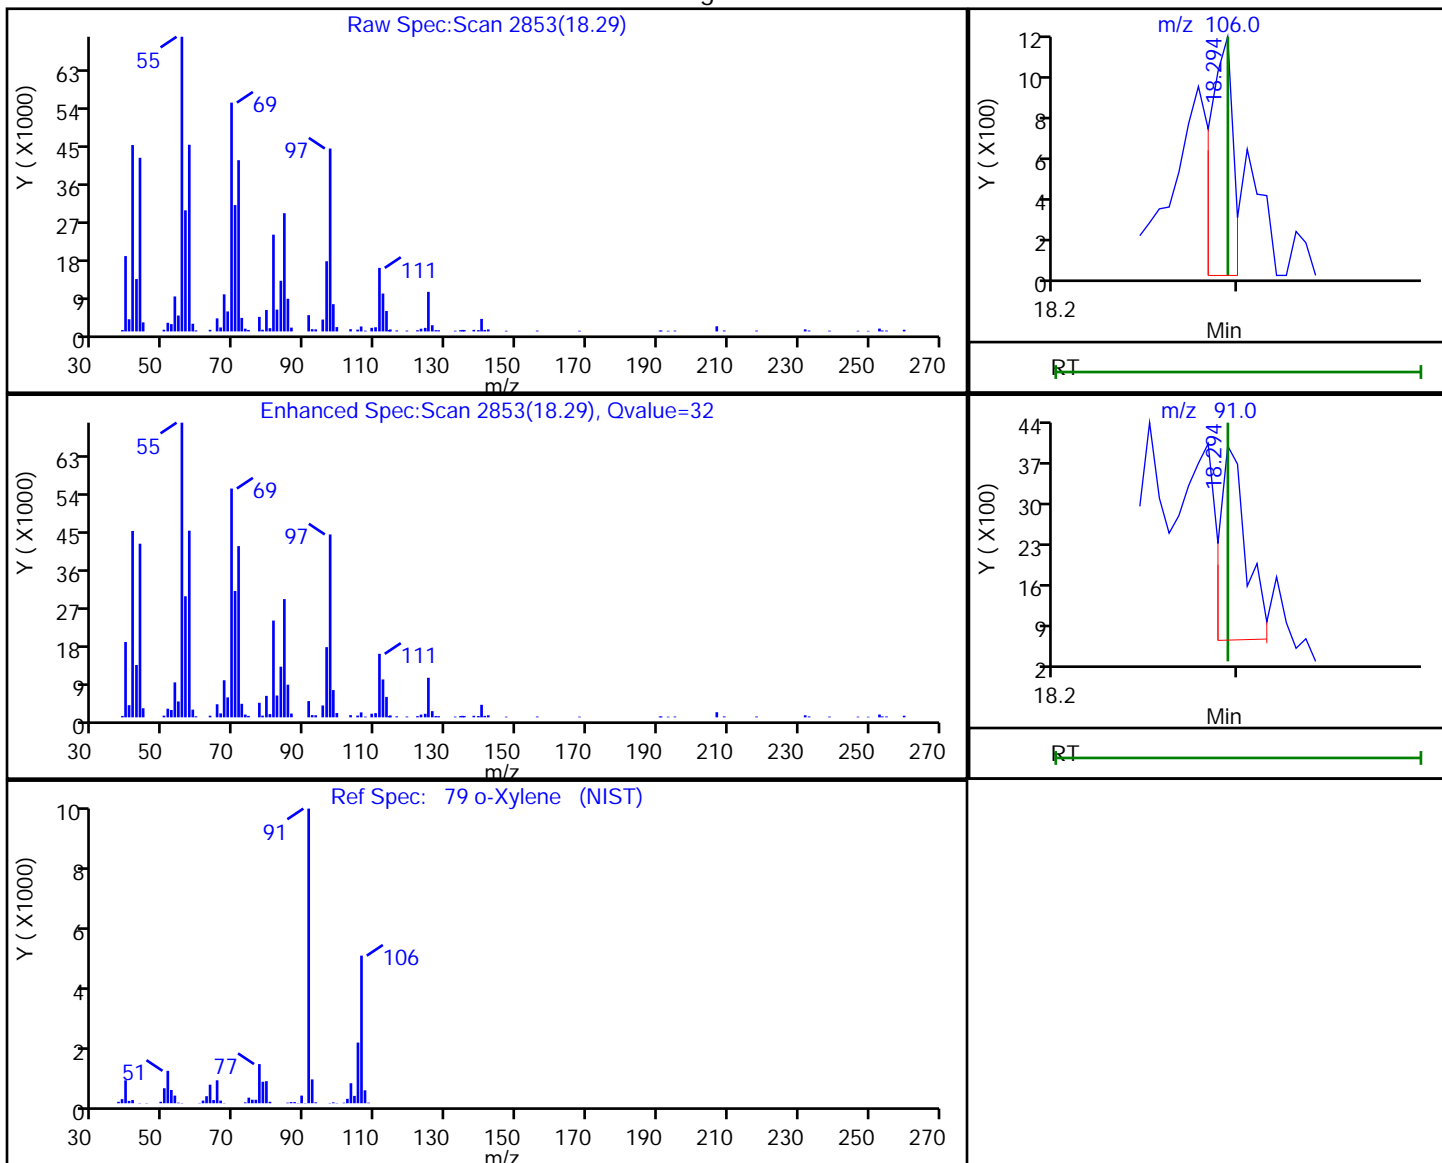 Raw Spec:Scan 2853(18.29)
Y ( X1000)
63
54
45
36
27
18
9
0
55
69
97
111
30 50 70 90 110 130 150 170 190 210 230 250 270
m/z
m/z 106.0
Y ( X100)
12
10
8
6
4
2
0
18.294
18.2
Min
RT
Enhanced Spec:Scan 2853(18.29), Qvalue=32
Y ( X1000)
63
54
45
36
27
18
9
0
55
69
97
111
30 50 70 90 110 130 150 170 190 210 230 250 270
m/z
m/z 91.0
Y ( X100)
44
37
30
23
16
9
2
18.294
18.2
Min
RT
Ref Spec: 79 o-Xylene (NIST)
Y ( X1000)
10
8
6
4
2
0
91
106
51
77
30 50 70 90 110 130 150 170 190 210 230 250 270
m/z